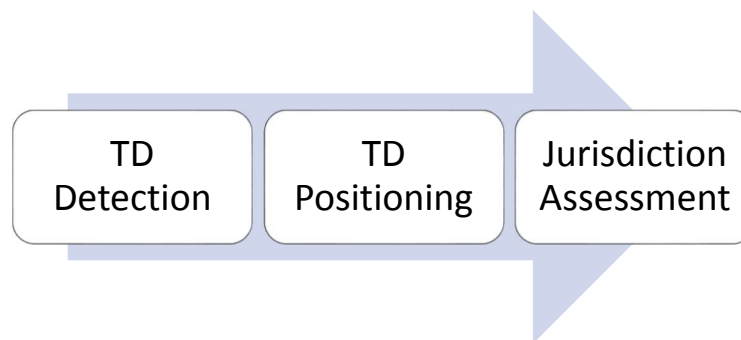 TD
Detection
TD
Positioning
Jurisdiction
Assessment